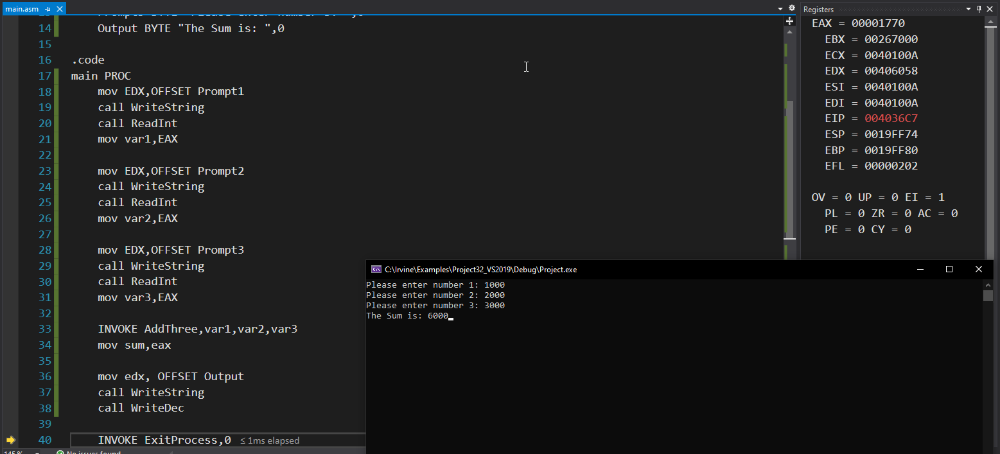 main.asm
14 Output BYTE "The Sum is: ",0
15
16 .code
17 main PROC
18 mov EDX,OFFSET Prompt1
19 call WriteString
20 call ReadInt
21 mov var1,EAX
22
23 mov EDX,OFFSET Prompt2
24 call WriteString
25 call ReadInt
26 mov var2,EAX
27
28 mov EDX,OFFSET Prompt3
29 call WriteString
30 call ReadInt
31 mov var3,EAX
32
33 INVOKE AddThree,var1,var2,var3
34 mov sum,eax
35
36 mov edx, OFFSET Output
37 call WriteString
38 call WriteDec
39
40 INVOKE ExitProcess,0 ≤ 1ms elapsed
145 %
No issues found
Registers
EAX = 00001770
EBX = 00267000
ECX = 0040100A
EDX = 00406058
ESI = 0040100A
EDI = 0040100A
EIP = 004036C7
ESP = 0019FF74
EBP = 0019FF80
EFL = 00000202
OV = 0 UP = 0 EI = 1
PL = 0 ZR = 0 AC = 0
PE = 0 CY = 0
C:\Irvine\Examples\Project32_VS2019\Debug\Project.exe
Please enter number 1: 1000
Please enter number 2: 2000
Please enter number 3: 3000
The Sum is: 6000